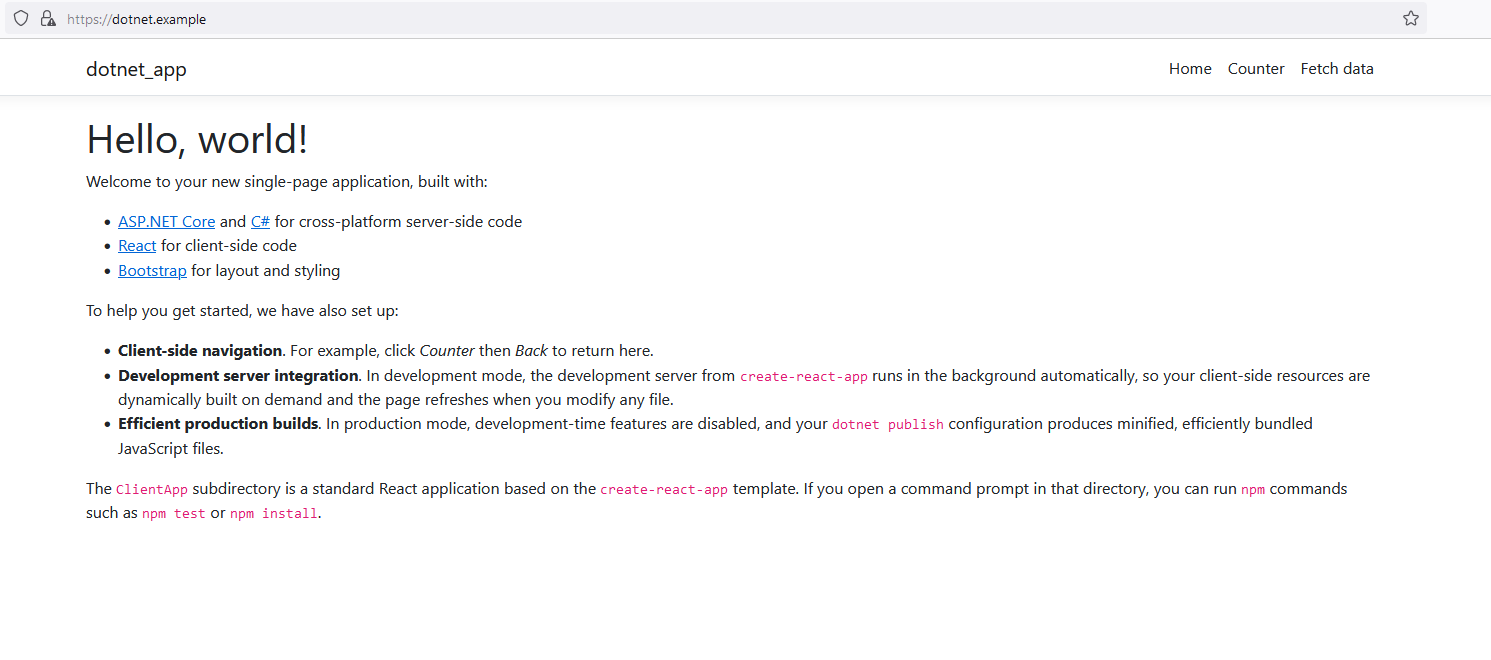 https://dotnet.example
dotnet_app
Home Counter Fetch data
Hello, world!
Welcome to your new single-page application, built with:
• ASP.NET Core and C# for cross-platform server-side code
• React for client-side code
• Bootstrap for layout and styling
To help you get started, we have also set up:
• Client-side navigation. For example, click Counter then Back to return here.
• Development server integration. In development mode, the development server from create-react-app runs in the background automatically, so your client-side resources are
dynamically built on demand and the page refreshes when you modify any file.
• Efficient production builds. In production mode, development-time features are disabled, and your dotnet publish configuration produces minified, efficiently bundled
JavaScript files.
The ClientApp subdirectory is a standard React application based on the create-react-app template. If you open a command prompt in that directory, you can run npm commands
such as npm test or npm install.